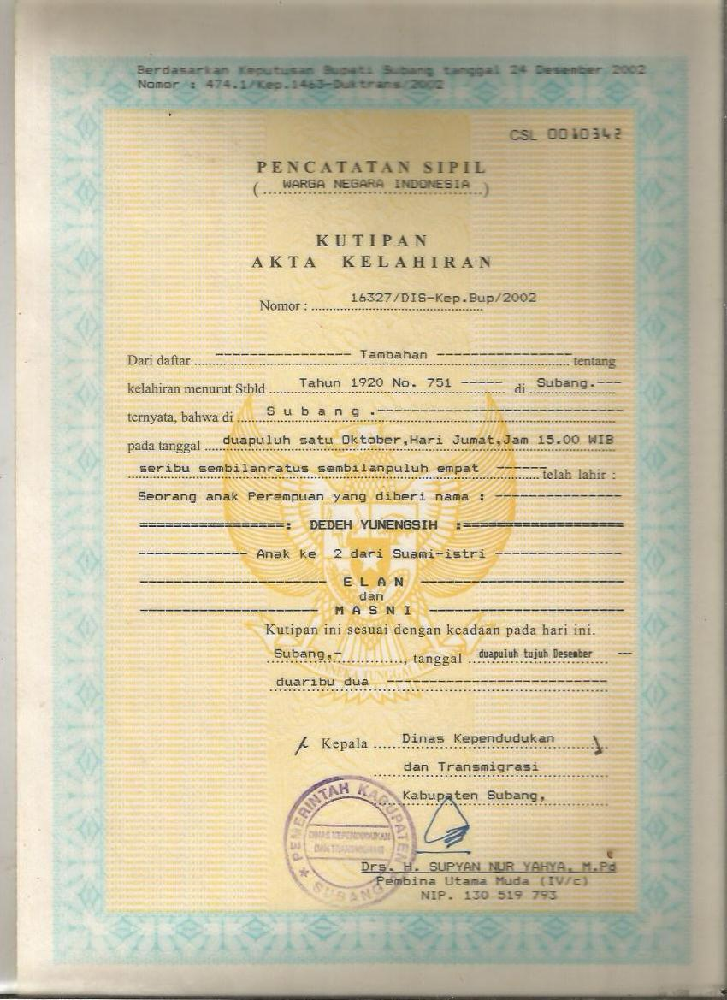 Berdasarkan Keputusan Bupati Subang tanggal 24 Desember 2002
Nomor : 474.1/Kep.1463-Duktrans/2002
CSL 0010342
PENCATATAN SIPIL
( WARGA NEGARA INDONESIA )
KUTIPAN
AKTA KELAHIRAN
Nomor : 16327/DIS-Kep.Bup/2002
Dari daftar ---------------- Tambahan ---------------- tentang
kelahiran menurut Stbld Tahun 1920 No. 751 ----- di Subang.---
ternyata, bahwa di S u b a n g .-----------------------------
pada tanggal duapuluh satu Oktober,Hari Jumat,Jam 15.00 WIB
seribu sembilanratus sembilanpuluh empat ------ telah lahir :
Seorang anak Perempuan yang diberi nama : ---------------
=================: DEDEH YUNENGSIH :===================
------------- Anak ke 2 dari Suami-istri ---------------
---------------------- E L A N ------------------------
dan
----------------------- M A S N I -----------------------
Kutipan ini sesuai dengan keadaan pada hari ini.
Subang,- , tanggal duapuluh tujuh Desember ---
duaribu dua --------------------------
Kepala Dinas Kependudukan
dan Transmigrasi
Kabupaten Subang,
PEMERINTAH KABUPATEN
DINAS KEPENDUDUKAN
DAN TRANSMIGRASI
* SUBANG *
Drs. H. SUPYAN NUR YAHYA, M.Pd
Pembina Utama Muda (IV/c)
NIP. 130 519 793